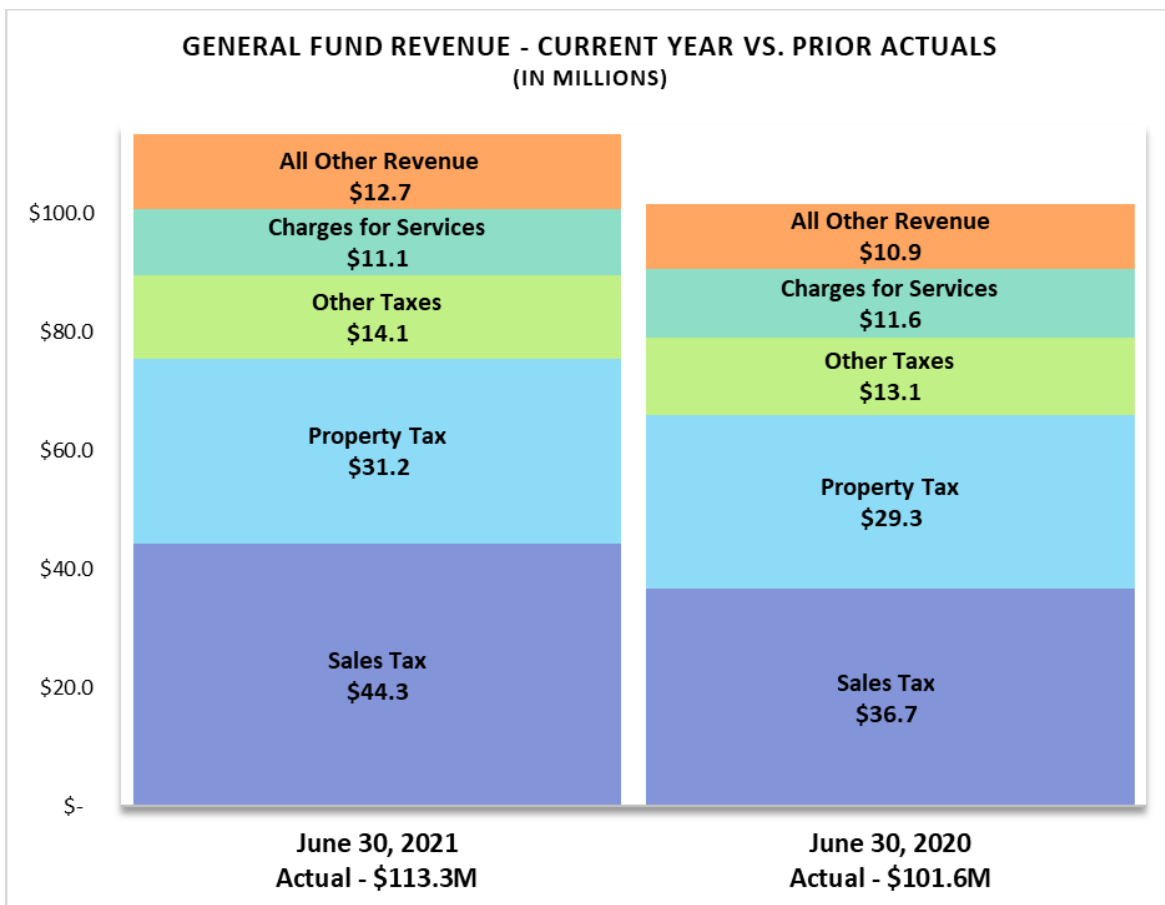 GENERAL FUND REVENUE - CURRENT YEAR VS. PRIOR ACTUALS
(IN MILLIONS)
$100.0
$80.0
$60.0
$40.0
$20.0
$-
All Other Revenue
$12.7
Charges for Services
$11.1
Other Taxes
$14.1
Property Tax
$31.2
Sales Tax
$44.3
All Other Revenue
$10.9
Charges for Services
$11.6
Other Taxes
$13.1
Property Tax
$29.3
Sales Tax
$36.7
June 30, 2021
Actual - $113.3M
June 30, 2020
Actual - $101.6M